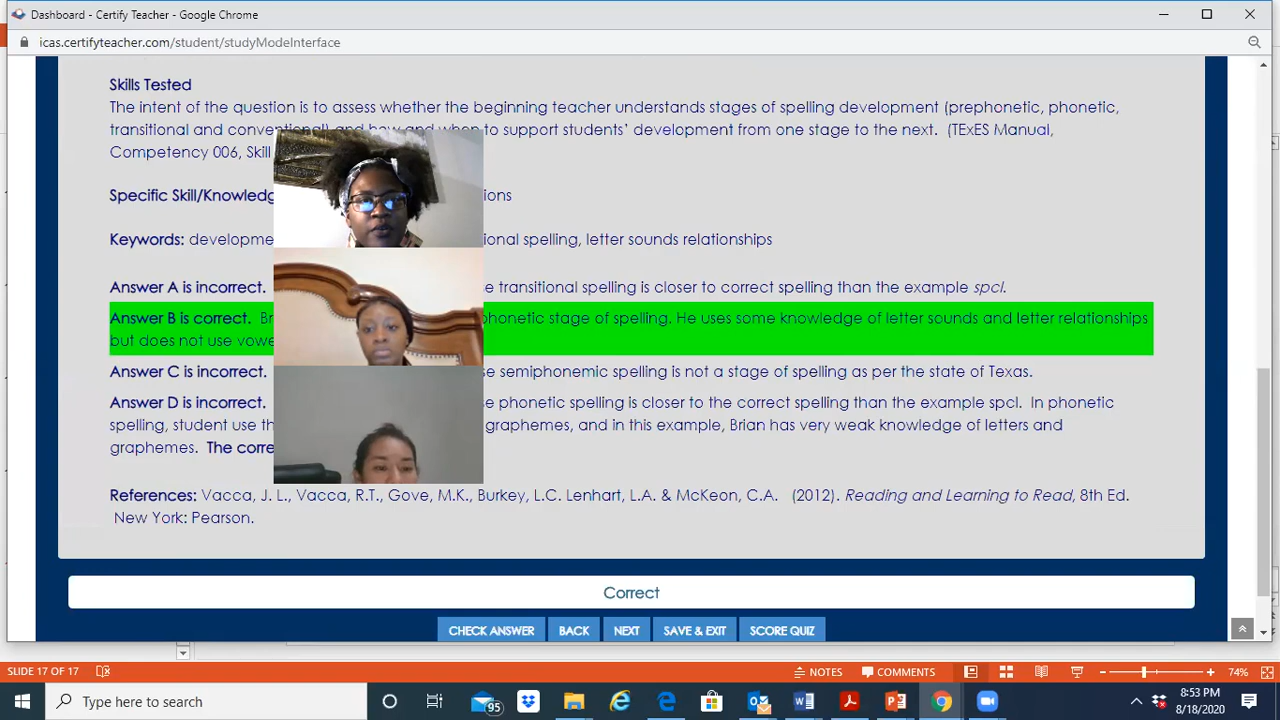 Dashboard - Certify Teacher - Google Chrome
icas.certifyteacher.com/student/studyModeInterface
Skills Tested
The intent of the question is to assess whether the beginning teacher understands stages of spelling development (prephonetic, phonetic,
transitional and conventional) and how and when to support students' development from one stage to the next. (TExES Manual,
Competency 006, Skill
Specific Skill/Knowledg
Keywords: developme onal spelling, letter sounds relationships
Answer A is incorrect. transitional spelling is closer to correct spelling than the example spcl.
Answer B is correct. Br phonetic stage of spelling. He uses some knowledge of letter sounds and letter relationships
but does not use vowe
Answer C is incorrect. se semiphonemic spelling is not a stage of spelling as per the state of Texas.
Answer D is incorrect. se phonetic spelling is closer to the correct spelling than the example spcl. In phonetic
spelling, student use th graphemes, and in this example, Brian has very weak knowledge of letters and
graphemes. The corre
References: Vacca, J. L., Vacca, R.T., Gove, M.K., Burkey, L.C. Lenhart, L.A. & McKeon, C.A. (2012). Reading and Learning to Read, 8th Ed.
New York: Pearson.
Correct
CHECK ANSWER BACK NEXT SAVE & EXIT SCORE QUIZ
SLIDE 17 OF 17 NOTES COMMENTS 74%
Type here to search 95 8:53 PM
8/18/2020